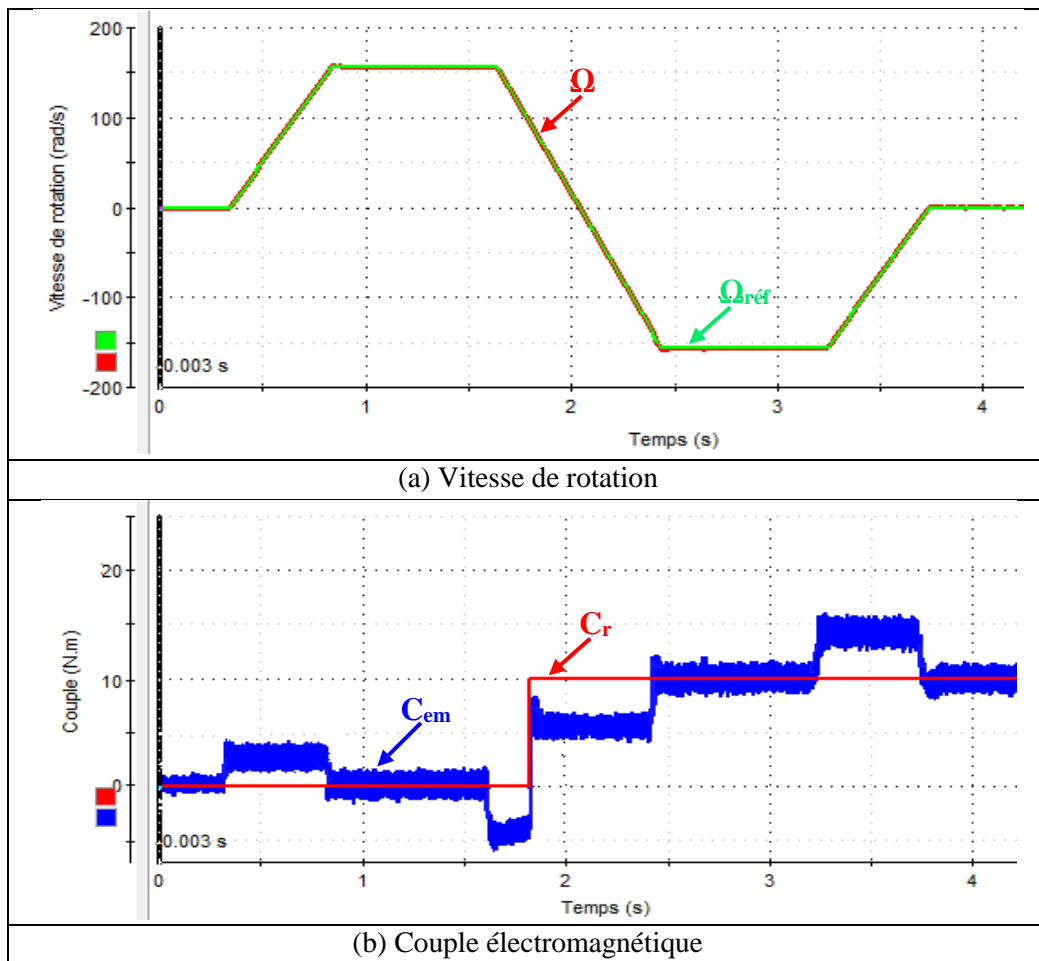 200
100
0
-100
-200
Vitesse de rotation (rad/s)
Ω
Ωréf
0.003 s
0
1
2
3
4
Temps (s)
(a) Vitesse de rotation
20
10
0
Couple (N.m)
Cr
Cem
0.003 s
0
1
2
3
4
Temps (s)
(b) Couple électromagnétique